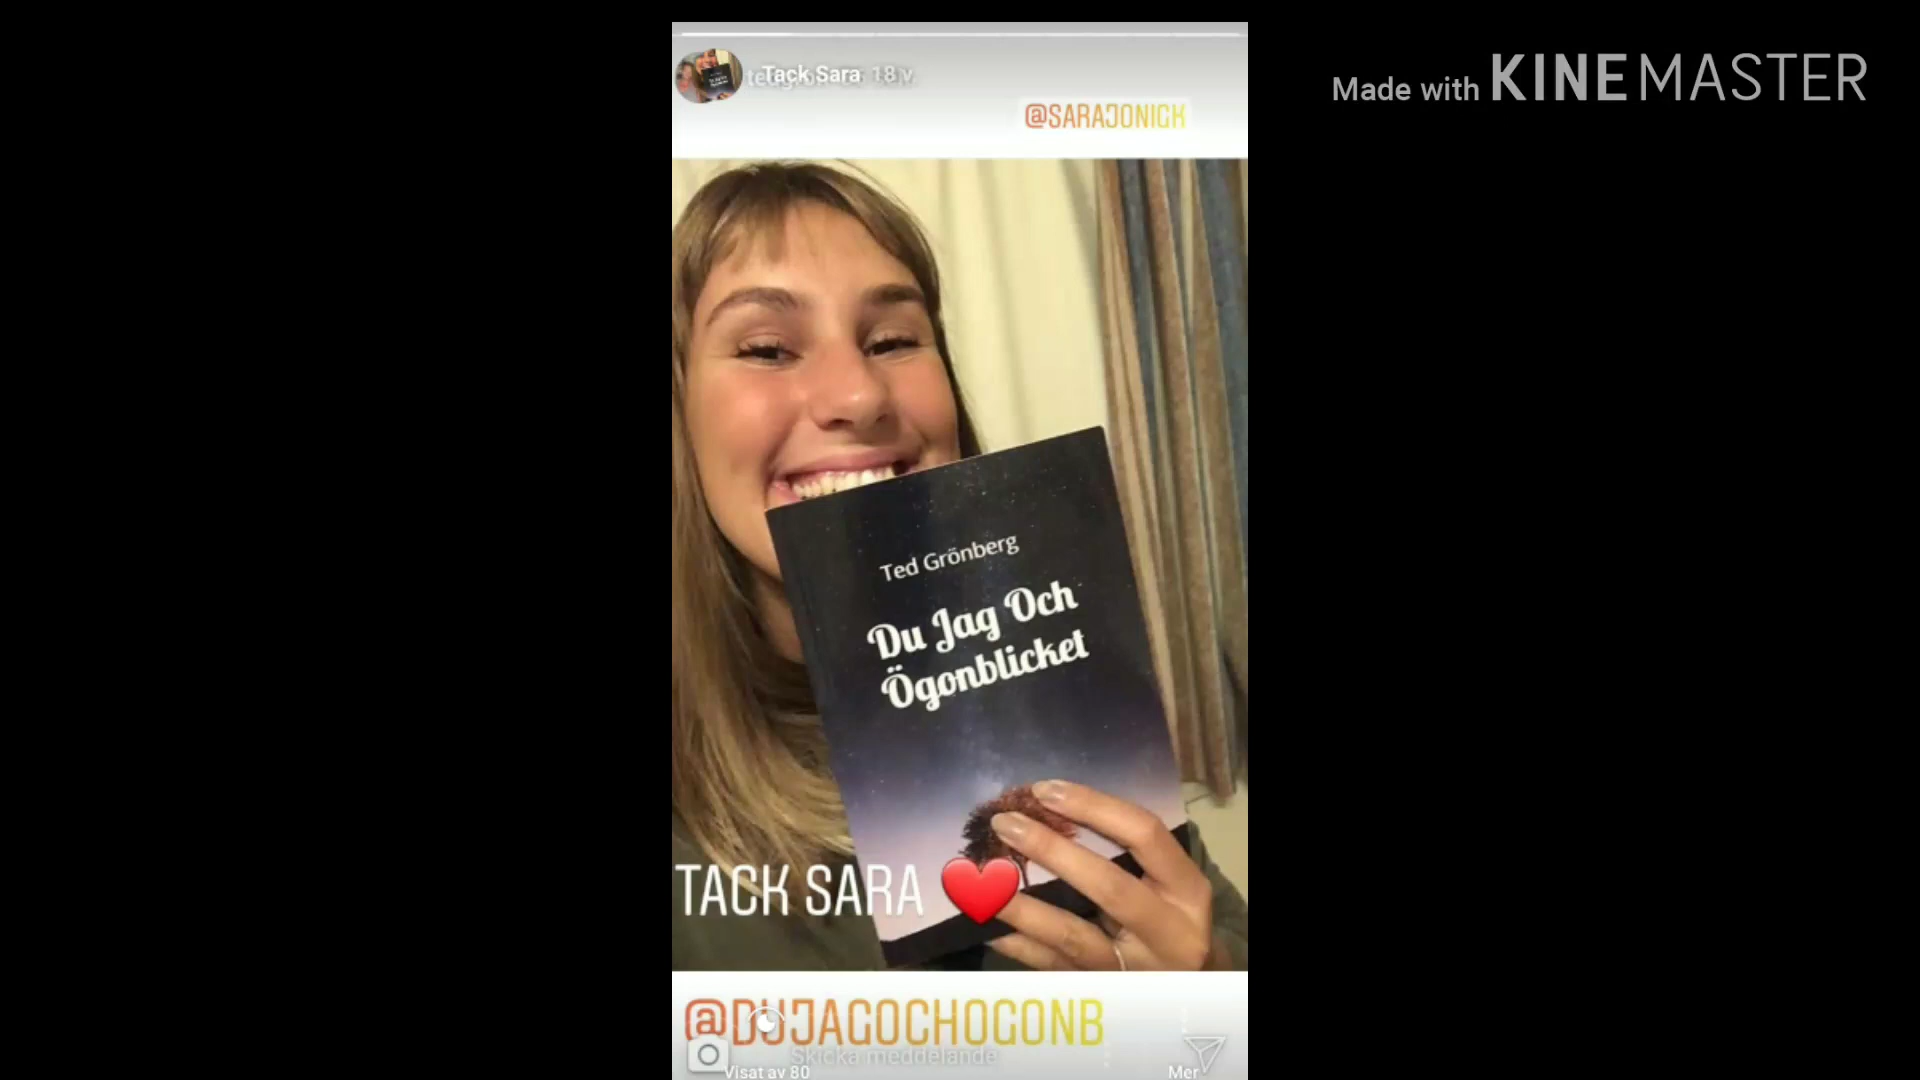 Made with KINEMASTER
Tack Sara 18 v
@SARAJONICK
Ted Grönberg
Du Jag Och
Ögonblicket
TACK SARA ❤️
@DUJAGOCHOGONB
Skicka meddelande
Visat av 80
Mer